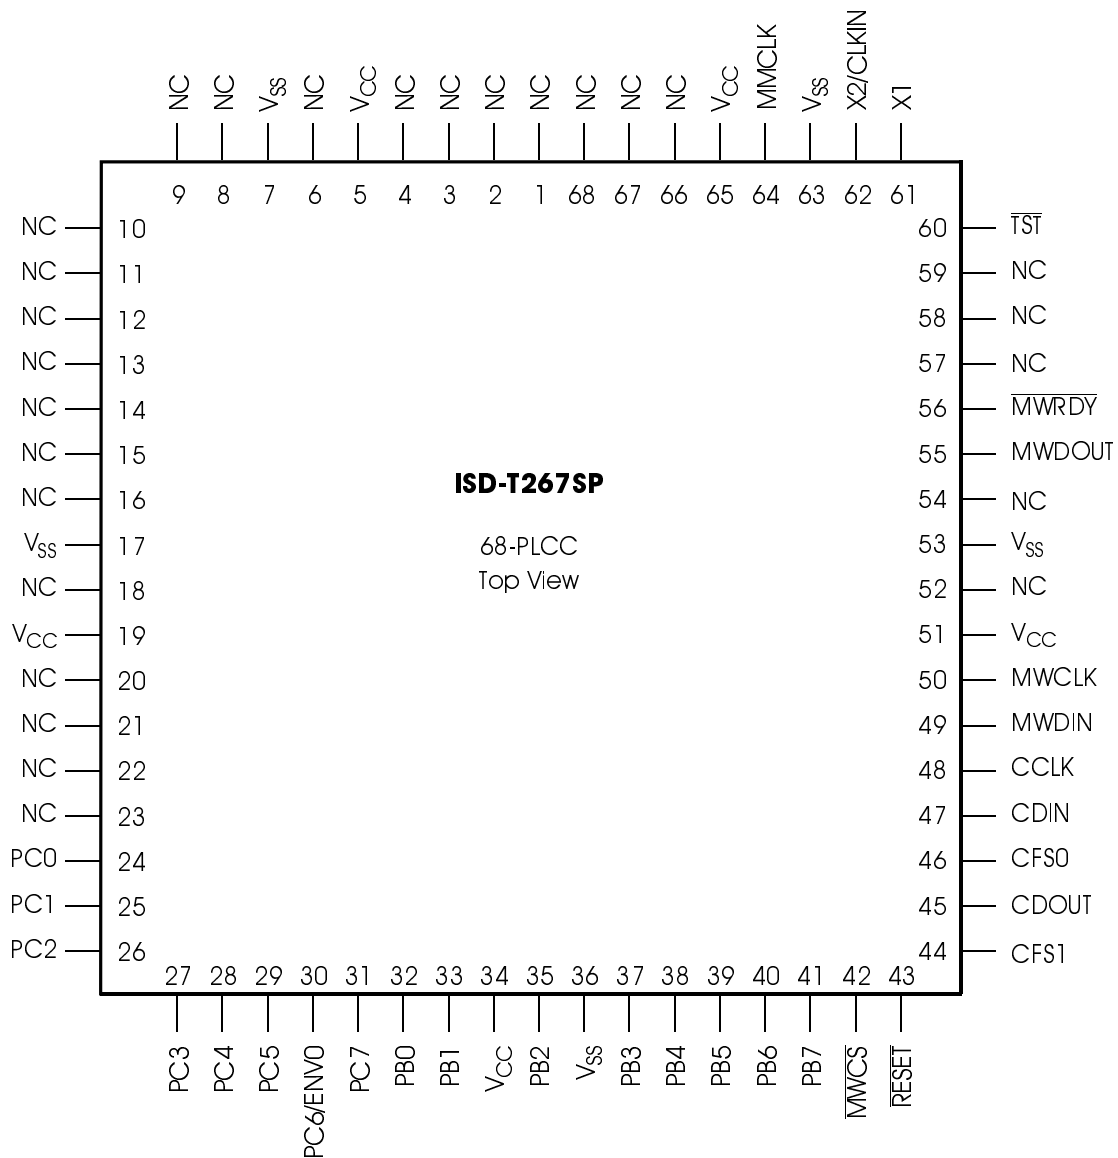 NC NC VSS NC VCC NC NC NC NC NC NC NC VCC MMCLK VSS X2/CLKIN X1
9 8 7 6 5 4 3 2 1 68 67 66 65 64 63 62 61
NC 10 60 TST
NC 11 59 NC
NC 12 58 NC
NC 13 57 NC
NC 14 56 MWRDY
NC 15 55 MWDOUT
ISD-T267SP
NC 16 54 NC
VSS 17 53 VSS
68-PLCC
Top View
NC 18 52 NC
VCC 19 51 VCC
NC 20 50 MWCLK
NC 21 49 MWDIN
NC 22 48 CCLK
NC 23 47 CDIN
PC0 24 46 CFS0
PC1 25 45 CDOUT
PC2 26 44 CFS1
27 28 29 30 31 32 33 34 35 36 37 38 39 40 41 42 43
PC3 PC4 PC5 PC6/ENV0 PC7 PB0 PB1 VCC PB2 VSS PB3 PB4 PB5 PB6 PB7 MWCS RESET